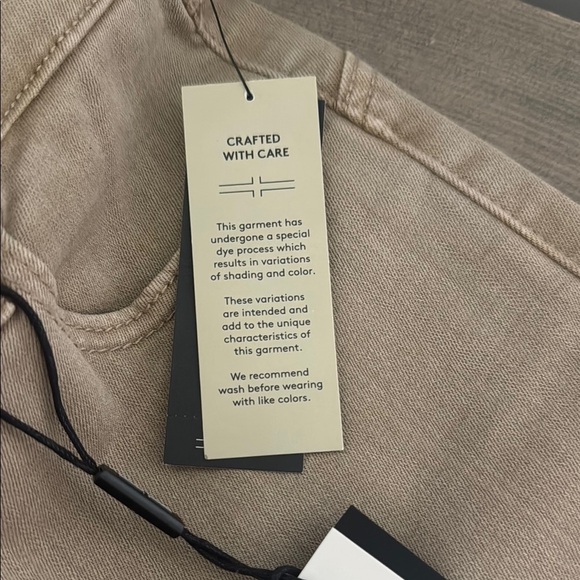 CRAFTED
WITH CARE
This garment has
undergone a special
dye process which
results in variations
of shading and color.
These variations
are intended and
add to the unique
characteristics of
this garment.
We recommend
wash before wearing
with like colors.